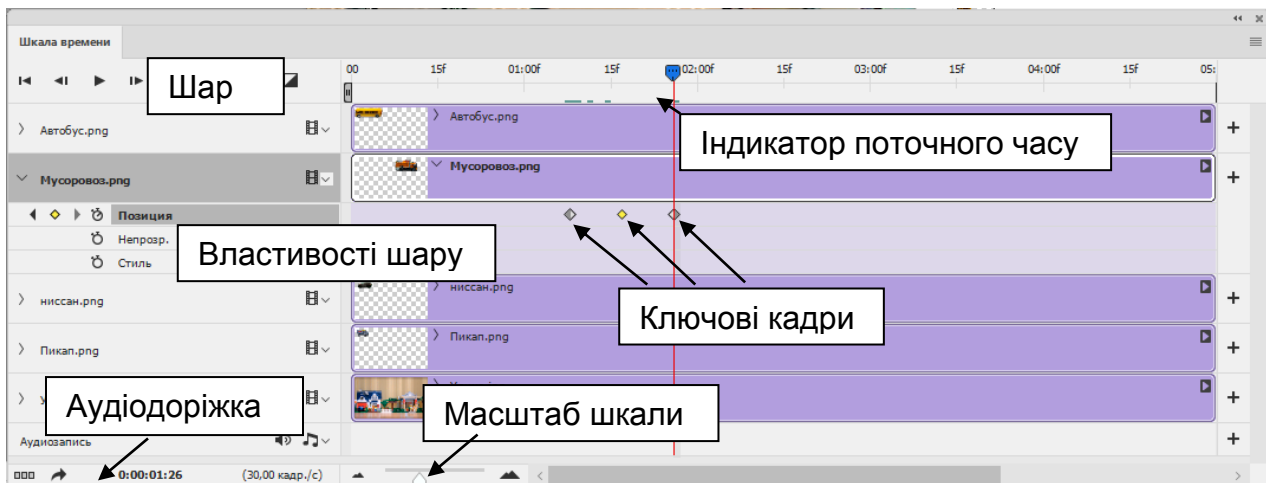 Шкала времени
00 15f 01:00f 15f 02:00f 15f 03:00f 15f 04:00f 15f 05:
Шар
Автобус.png
Автобус.png
Індикатор поточного часу
Мусоровоз.png
Мусоровоз.png
Позиция
Непрозр.
Стиль
Властивості шару
ниссан.png
ниссан.png
Ключові кадри
Пикап.png
Пикап.png
Аудіодоріжка
Масштаб шкали
Аудиозапись
0:00:01:26 (30,00 кадр./с)